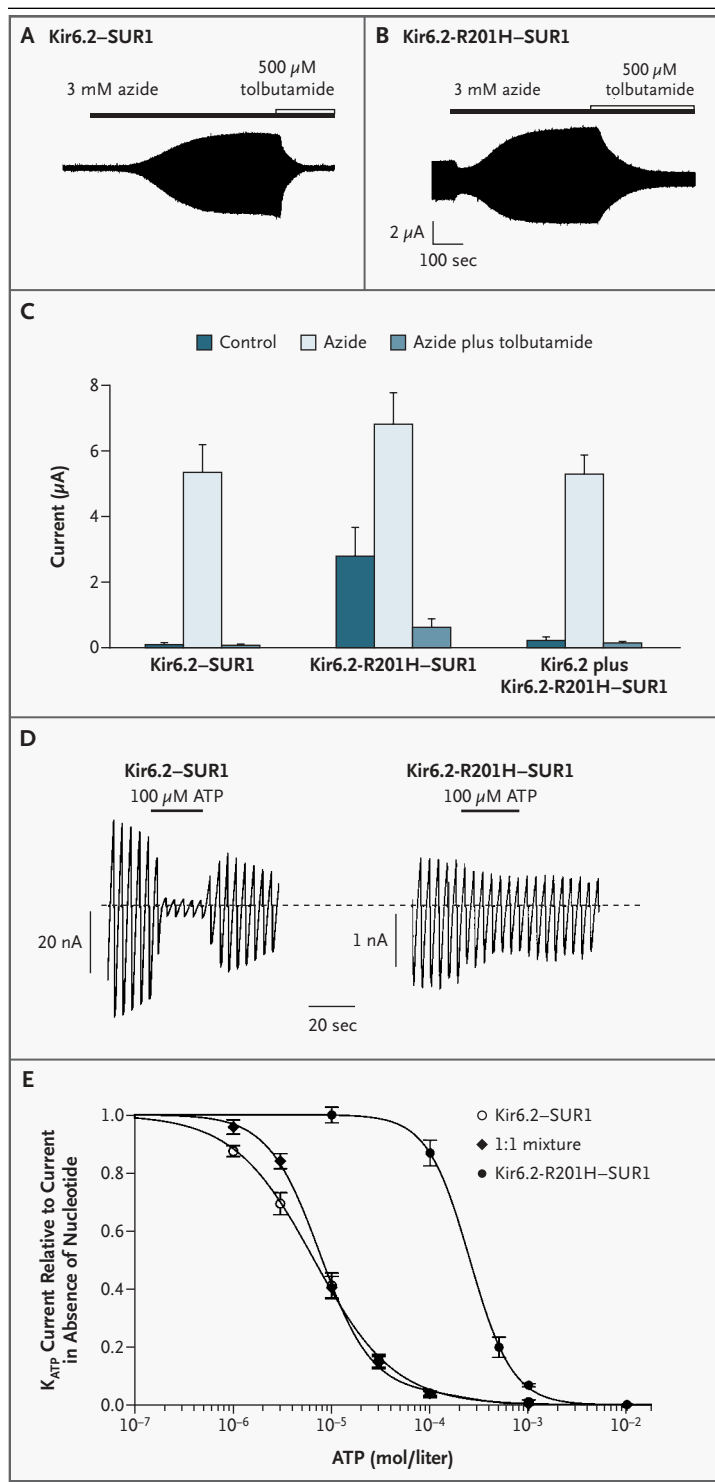 A Kir6.2–SUR1
3 mM azide
500 µM
tolbutamide
B Kir6.2-R201H–SUR1
3 mM azide
500 µM
tolbutamide
2 µA
100 sec
C
Control Azide Azide plus tolbutamide
Current (µA)
8
6
4
2
0
Kir6.2–SUR1
Kir6.2-R201H–SUR1
Kir6.2 plus
Kir6.2-R201H–SUR1
D
Kir6.2–SUR1
100 µM ATP
Kir6.2-R201H–SUR1
100 µM ATP
20 nA
1 nA
20 sec
E
K_ATP Current Relative to Current
in Absence of Nucleotide
1.0
0.8
0.6
0.4
0.2
0.0
Kir6.2–SUR1
1:1 mixture
Kir6.2-R201H–SUR1
10⁻⁷ 10⁻⁶ 10⁻⁵ 10⁻⁴ 10⁻³ 10⁻²
ATP (mol/liter)